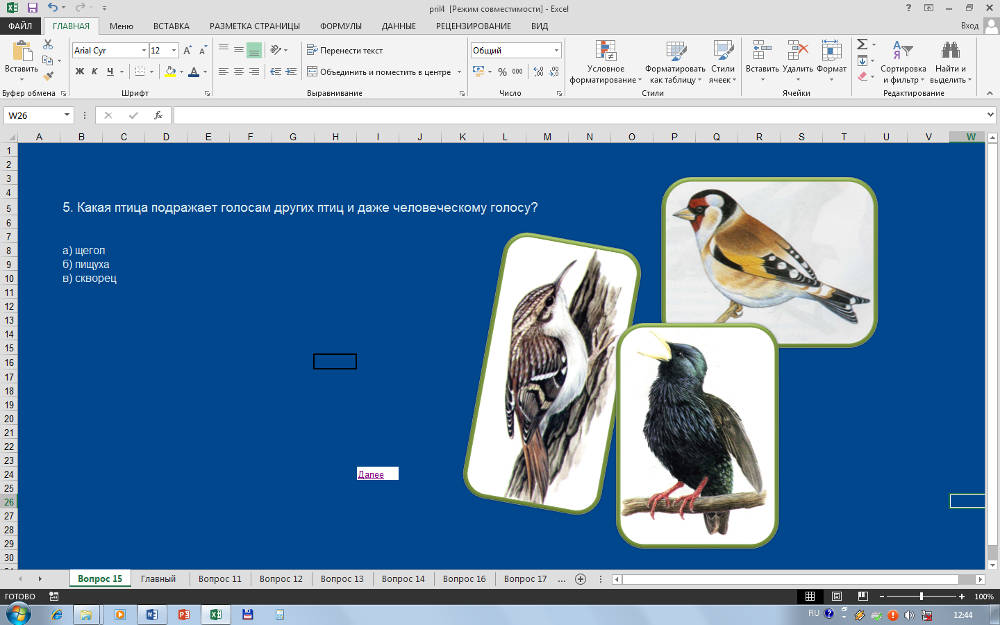 pril4 [Режим совместимости] - Excel
ФАЙЛ ГЛАВНАЯ Меню ВСТАВКА РАЗМЕТКА СТРАНИЦЫ ФОРМУЛЫ ДАННЫЕ РЕЦЕНЗИРОВАНИЕ ВИД Вход
Вставить
Буфер обмена
Arial Cyr 12
Ж К Ч
Шрифт
Перенести текст
Объединить и поместить в центре
Выравнивание
Общий
% 000
Число
Условное форматирование
Форматировать как таблицу
Стили ячеек
Стили
Вставить Удалить Формат
Ячейки
Сортировка и фильтр
Найти и выделить
Редактирование
W26
A B C D E F G H I J K L M N O P Q R S T U V W
1
2
3
4
5
6
7
8
9
10
11
12
13
14
15
16
17
18
19
20
21
22
23
24
25
26
27
28
29
30
5. Какая птица подражает голосам других птиц и даже человеческому голосу?
а) щегол
б) пищуха
в) скворец
Далее
Вопрос 15 Главный Вопрос 11 Вопрос 12 Вопрос 13 Вопрос 14 Вопрос 16 Вопрос 17 ...
ГОТОВО 100%
RU 12:44